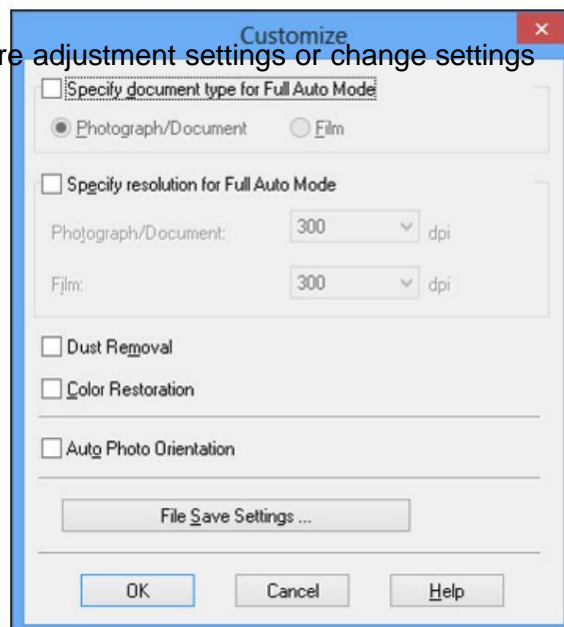 Customize
re adjustment settings or change settings
Specify document type for Full Auto Mode
Photograph/Document Film
Specify resolution for Full Auto Mode
Photograph/Document: 300 dpi
Film: 300 dpi
Dust Removal
Color Restoration
Auto Photo Orientation
File Save Settings ...
OK Cancel Help